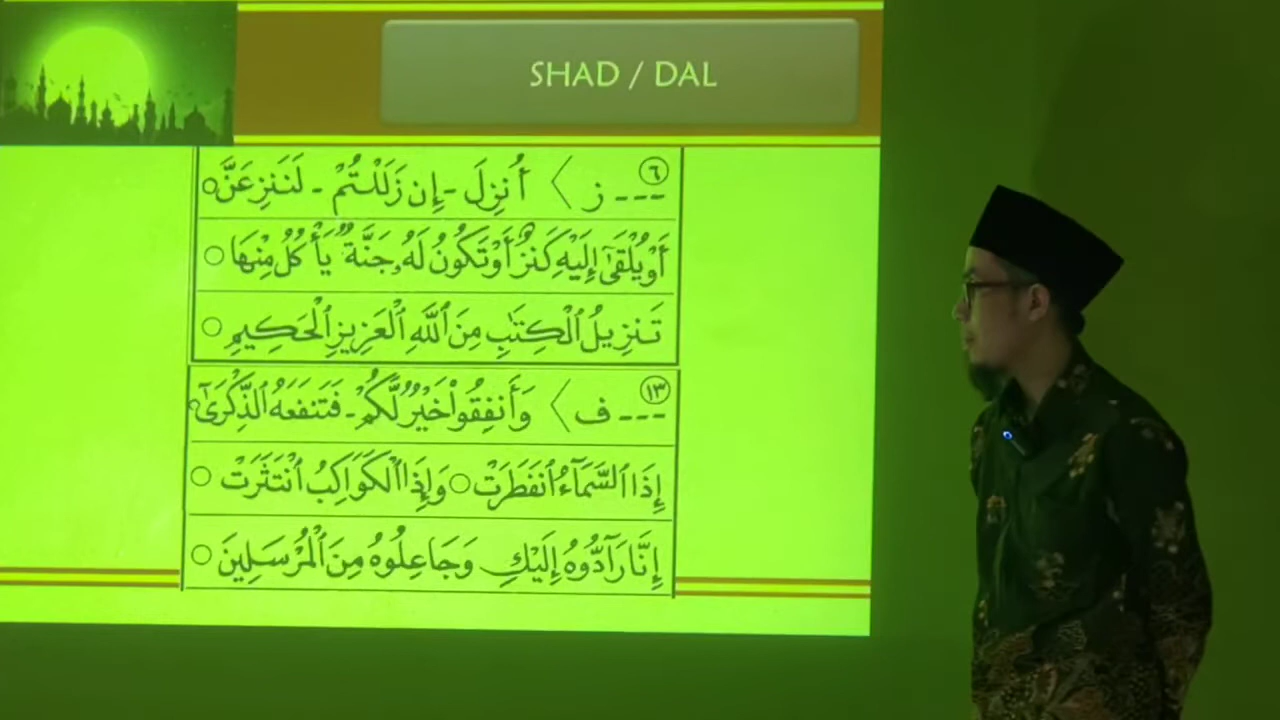 SHAD / DAL
٦
--- ز 〈 أُنزِلَ - إِن زَلَلْتُمْ - لَنَنزِعَنَّ ○
أَوْ يُلْقَىٰٓ إِلَيْهِ كَنزٌ أَوْ تَكُونُ لَهُۥ جَنَّةٌ يَأْكُلُ مِنْهَا ○
تَنزِيلُ ٱلْكِتَٰبِ مِنَ ٱللَّهِ ٱلْعَزِيزِ ٱلْحَكِيمِ ○
١٣
--- ف 〈 وَأَنفِقُوا۟ خَيْرٌ لَّكُمْ - فَتَنفَعَهُ ٱلذِّكْرَىٰٓ ○
إِذَا ٱلسَّمَآءُ ٱنفَطَرَتْ ○ وَإِذَا ٱلْكَوَاكِبُ ٱنتَثَرَتْ ○
إِنَّا رَآدُّوهُ إِلَيْكِ وَجَاعِلُوهُ مِنَ ٱلْمُرْسَلِينَ ○